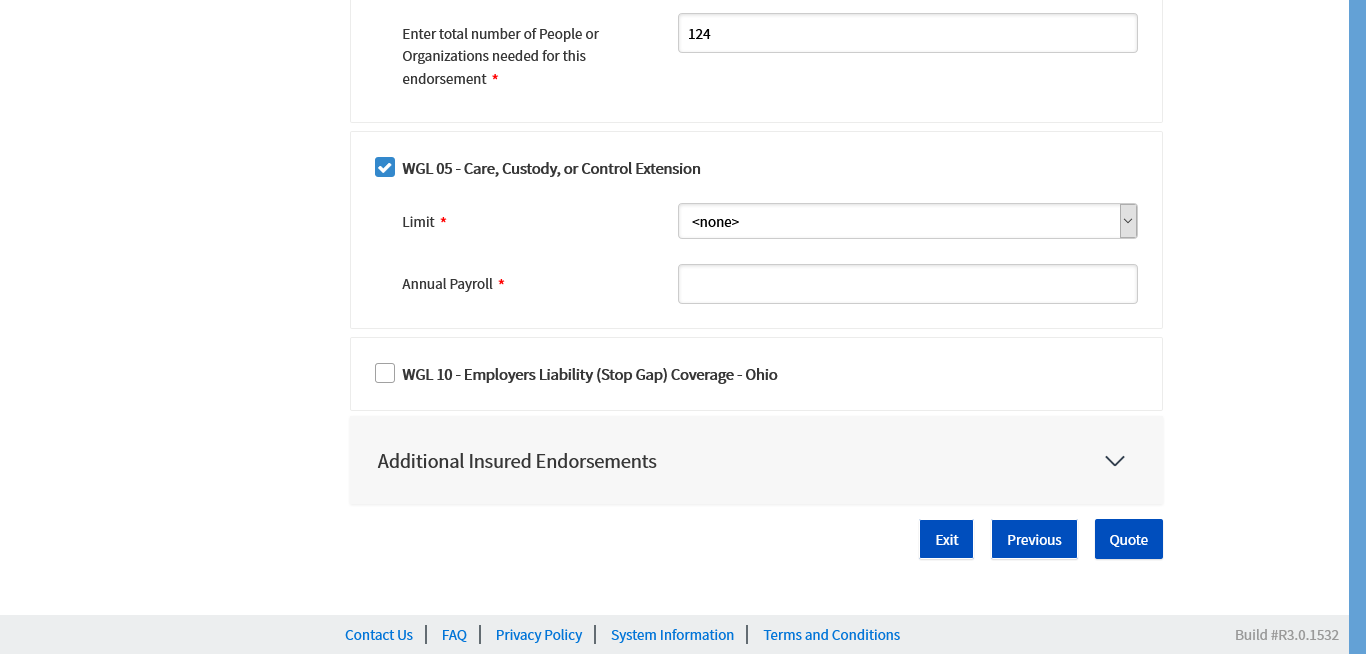 Enter total number of People or
Organizations needed for this
endorsement *
124
WGL 05 - Care, Custody, or Control Extension
Limit *
<none>
Annual Payroll *
WGL 10 - Employers Liability (Stop Gap) Coverage - Ohio
Additional Insured Endorsements
Exit Previous Quote
Contact Us | FAQ | Privacy Policy | System Information | Terms and Conditions Build #R3.0.1532